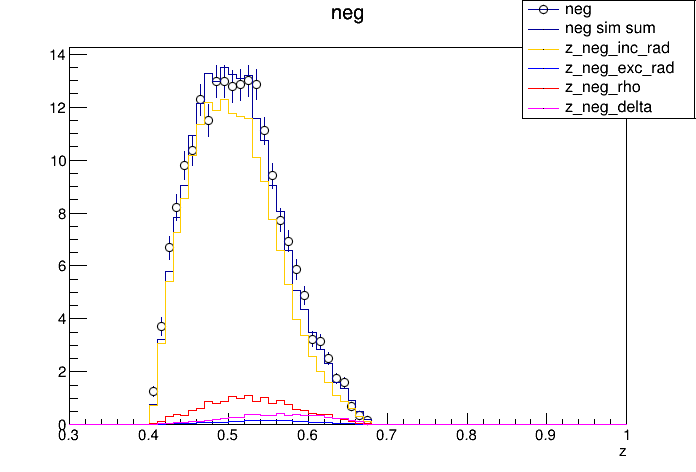 neg
neg
neg sim sum
z_neg_inc_rad
z_neg_exc_rad
z_neg_rho
z_neg_delta
14
12
10
8
6
4
2
0
0.3 0.4 0.5 0.6 0.7 0.8 0.9 1
z